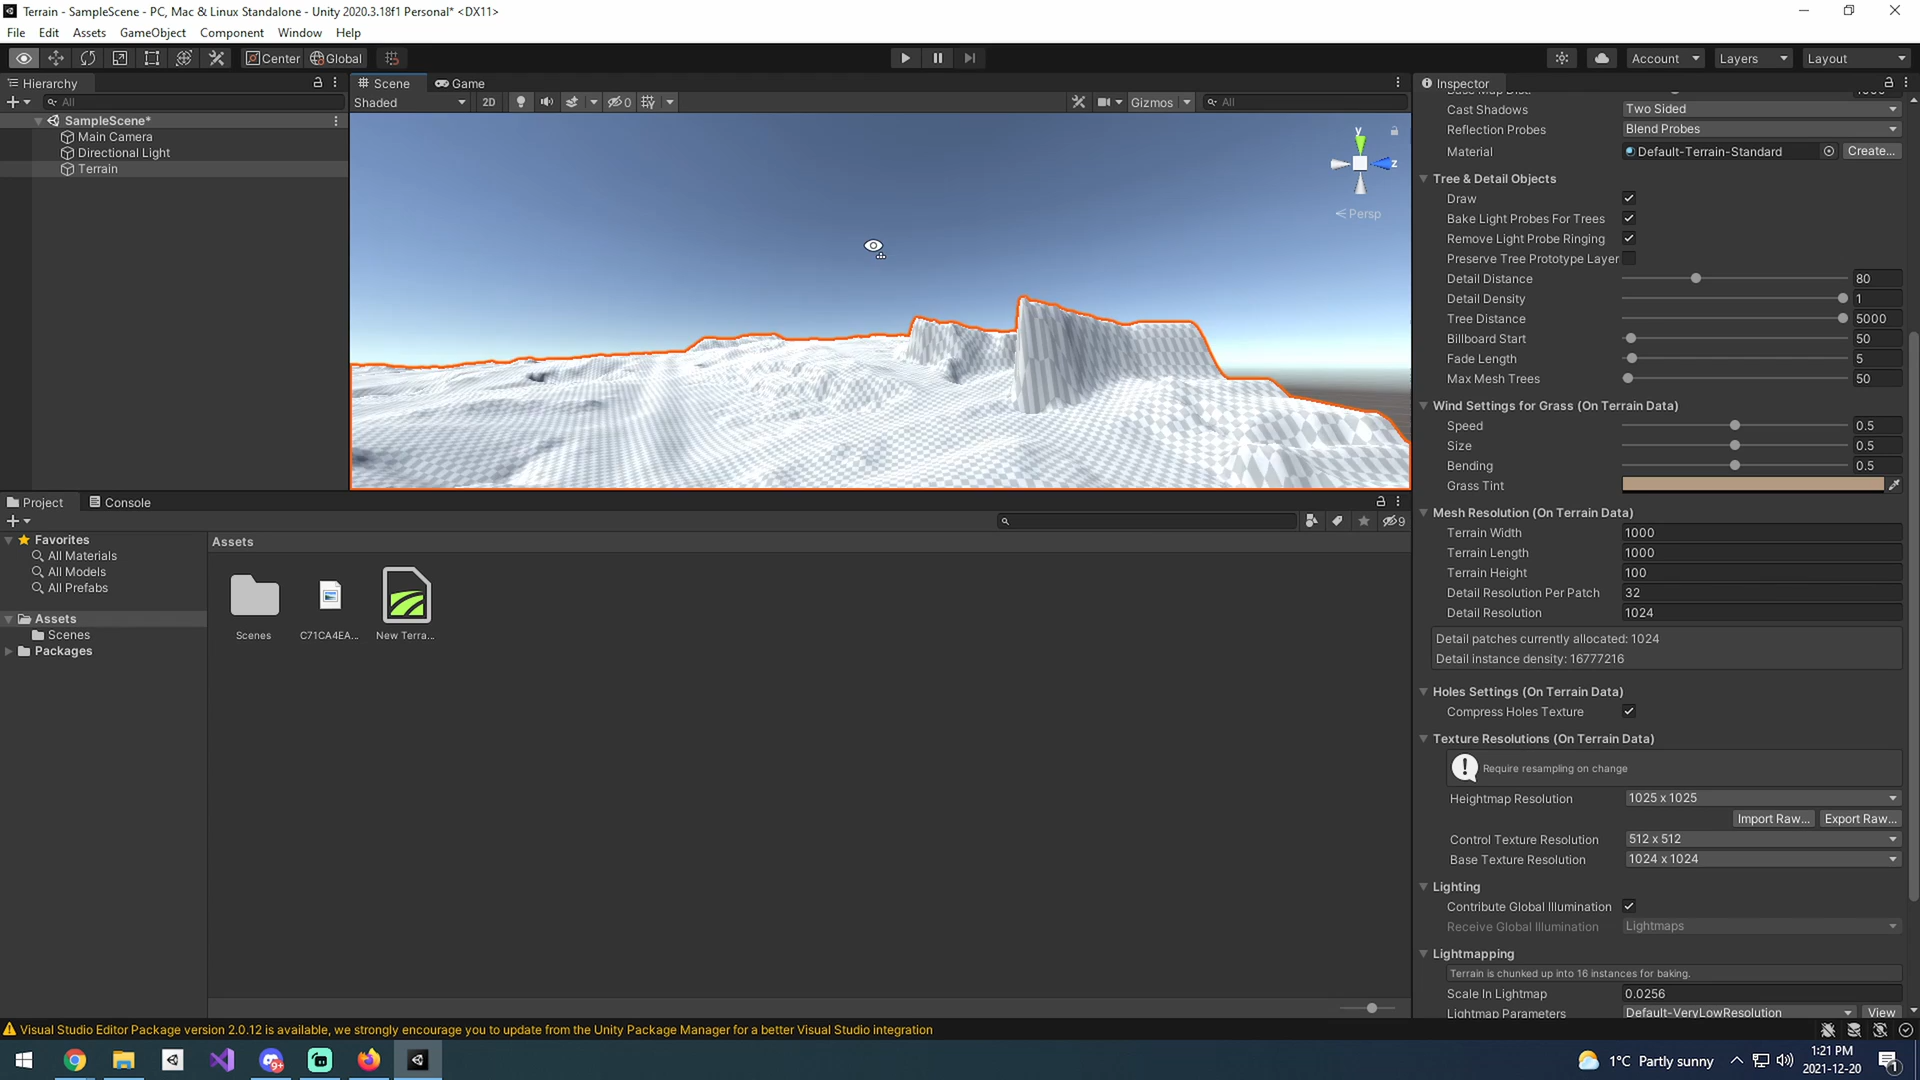 Terrain - SampleScene - PC, Mac & Linux Standalone - Unity 2020.3.18f1 Personal* <DX11>
File Edit Assets GameObject Component Window Help
Center Global Account Layers Layout
Hierarchy
All
SampleScene*
Main Camera
Directional Light
Terrain
Scene Game
Shaded 2D 0 Gizmos All
y
z
Persp
Project Console
9
Favorites
All Materials
All Models
All Prefabs
Assets
Scenes
Packages
Assets
Scenes C71CA4EA... New Terra...
Inspector
Cast Shadows Two Sided
Reflection Probes Blend Probes
Material Default-Terrain-Standard Create...
Tree & Detail Objects
Draw
Bake Light Probes For Trees
Remove Light Probe Ringing
Preserve Tree Prototype Layer
Detail Distance 80
Detail Density 1
Tree Distance 5000
Billboard Start 50
Fade Length 5
Max Mesh Trees 50
Wind Settings for Grass (On Terrain Data)
Speed 0.5
Size 0.5
Bending 0.5
Grass Tint
Mesh Resolution (On Terrain Data)
Terrain Width 1000
Terrain Length 1000
Terrain Height 100
Detail Resolution Per Patch 32
Detail Resolution 1024
Detail patches currently allocated: 1024
Detail instance density: 16777216
Holes Settings (On Terrain Data)
Compress Holes Texture
Texture Resolutions (On Terrain Data)
Require resampling on change
Heightmap Resolution 1025 x 1025
Import Raw... Export Raw...
Control Texture Resolution 512 x 512
Base Texture Resolution 1024 x 1024
Lighting
Contribute Global Illumination
Receive Global Illumination Lightmaps
Lightmapping
Terrain is chunked up into 16 instances for baking.
Scale In Lightmap 0.0256
Lightmap Parameters Default-VeryLowResolution View
Visual Studio Editor Package version 2.0.12 is available, we strongly encourage you to update from the Unity Package Manager for a better Visual Studio integration
9+
1°C Partly sunny
1:21 PM
2021-12-20
1